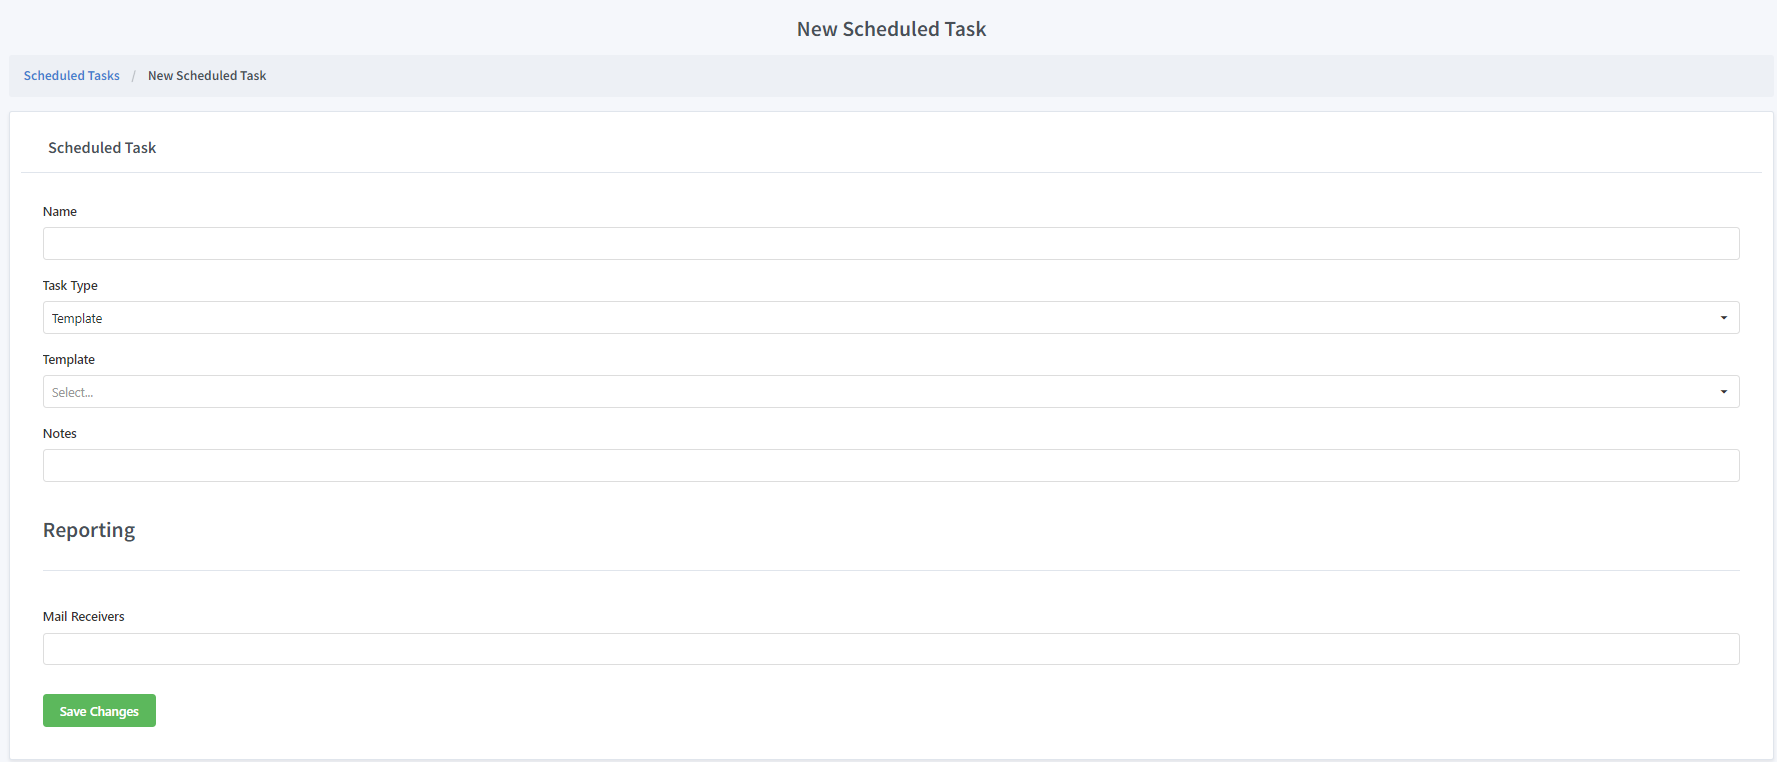 New Scheduled Task
Scheduled Tasks / New Scheduled Task
Scheduled Task
Name
Task Type
Template
Template
Select...
Notes
Reporting
Mail Receivers
Save Changes